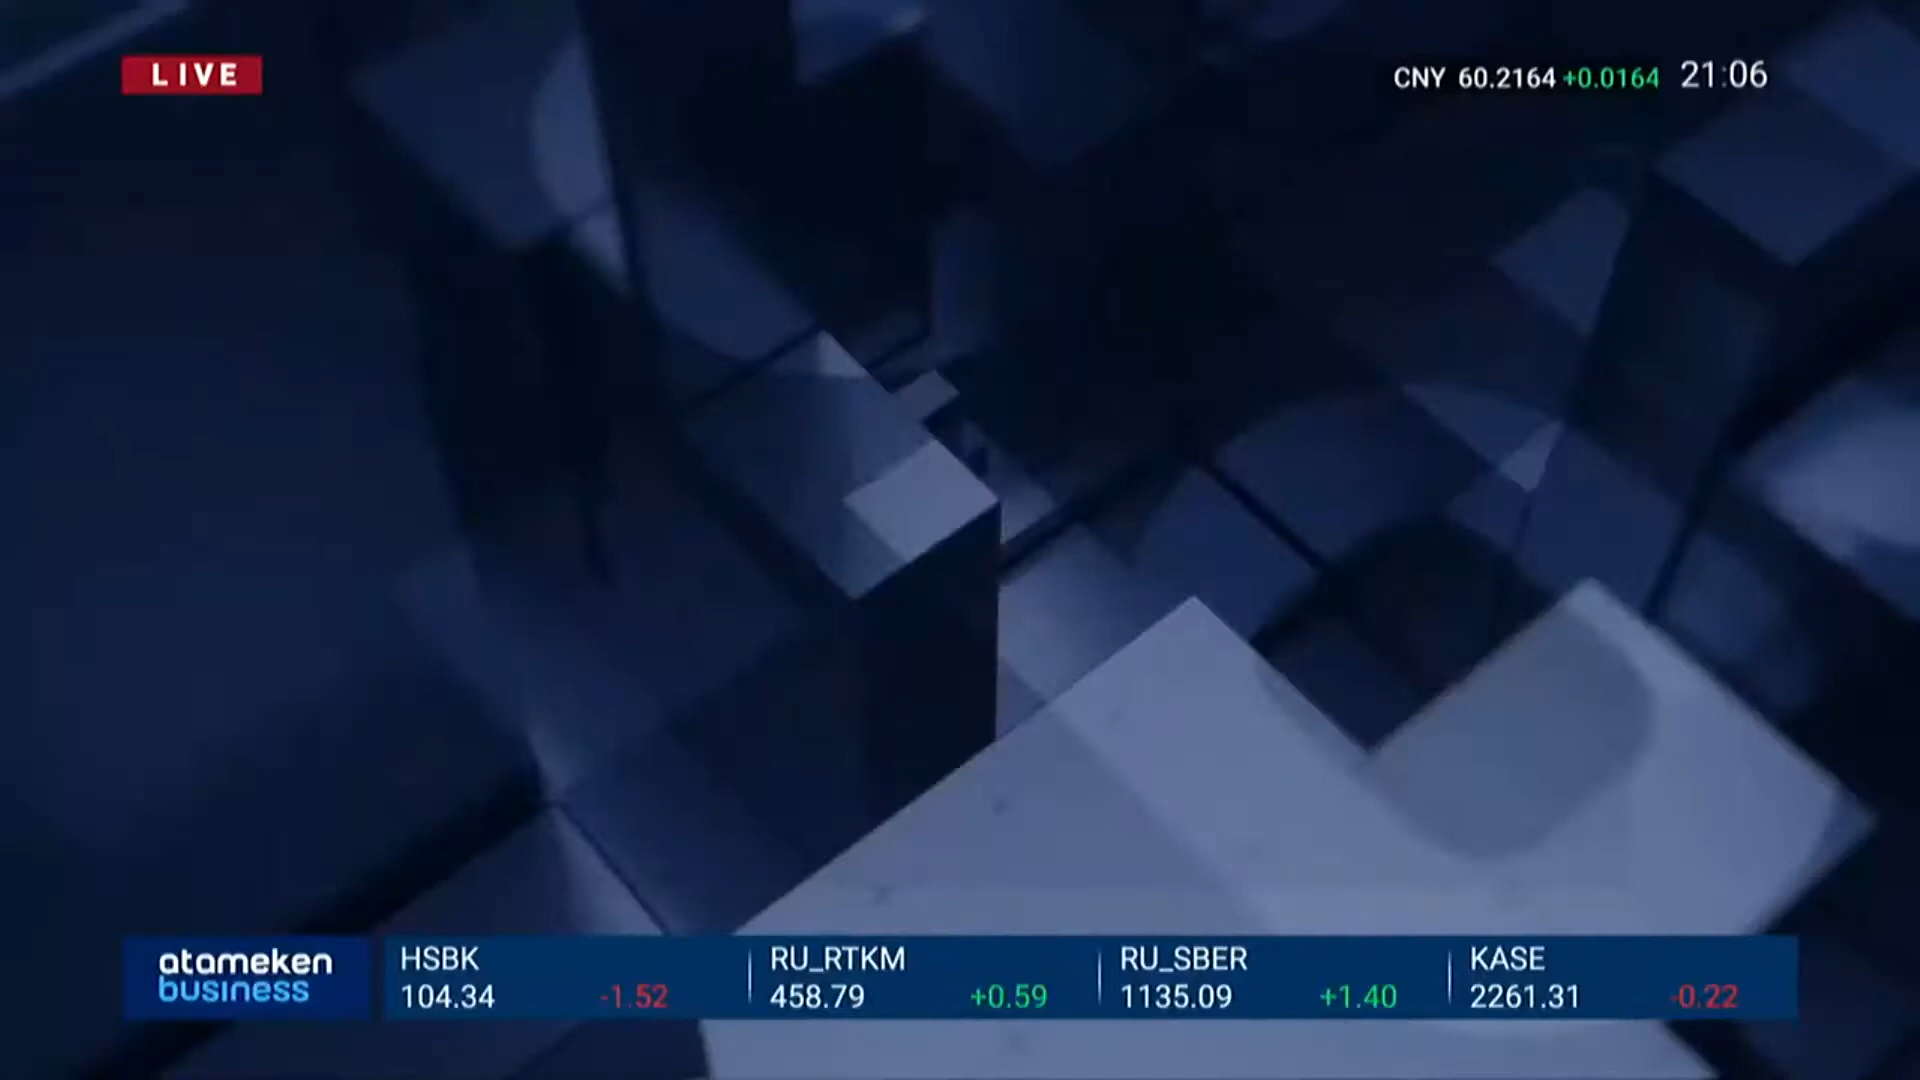 LIVE
CNY 60.2164 +0.0164 21:06
atameken
business
HSBK
104.34 -1.52
RU_RTKM
458.79 +0.59
RU_SBER
1135.09 +1.40
KASE
2261.31 -0.22